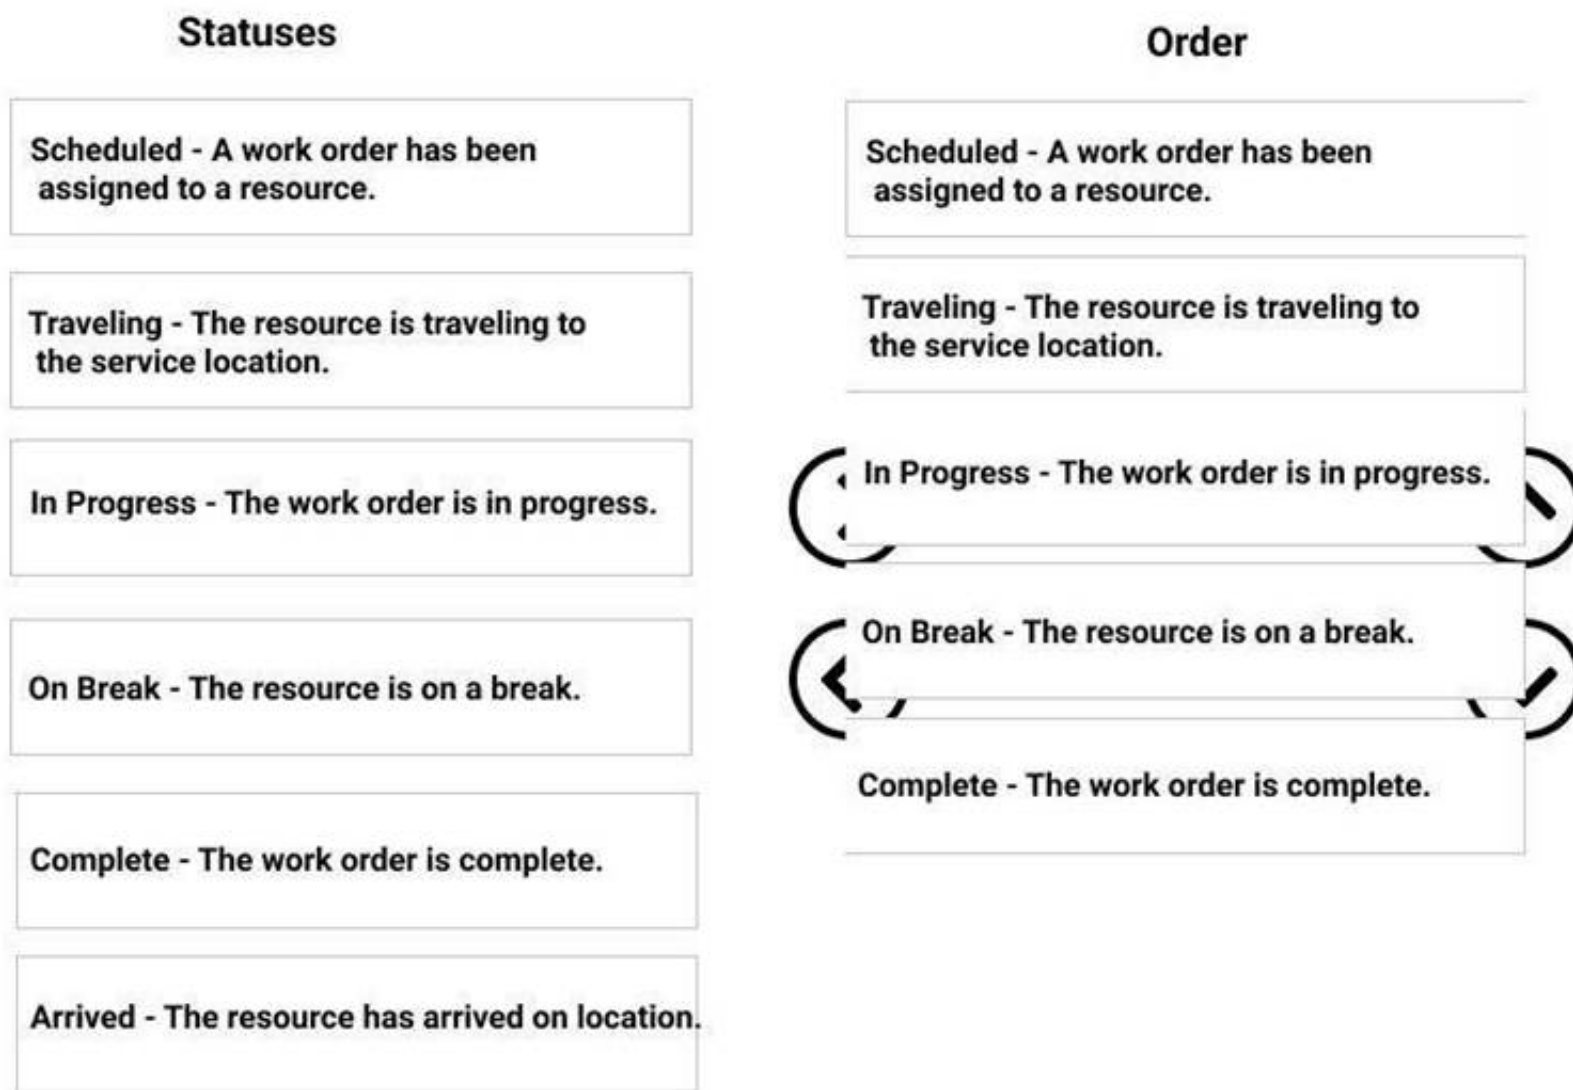 Statuses
Scheduled - A work order has been
assigned to a resource.
Traveling - The resource is traveling to
the service location.
In Progress - The work order is in progress.
On Break - The resource is on a break.
Complete - The work order is complete.
Arrived - The resource has arrived on location.
Order
Scheduled - A work order has been
assigned to a resource.
Traveling - The resource is traveling to
the service location.
In Progress - The work order is in progress.
On Break - The resource is on a break.
Complete - The work order is complete.